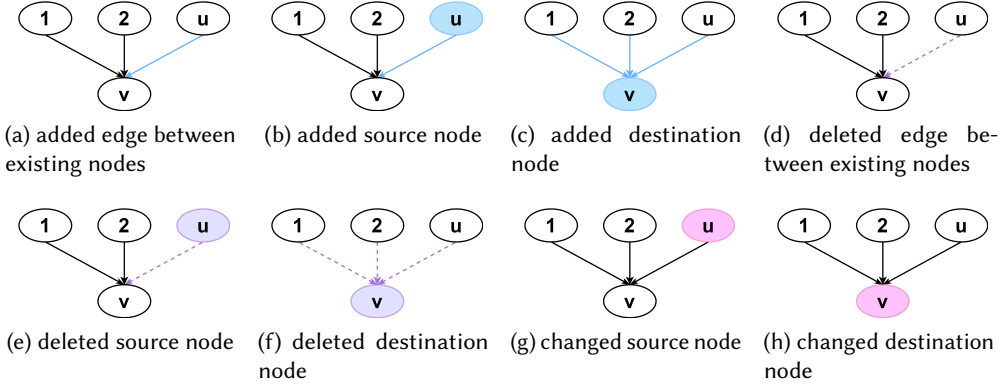 1 2 u 1 2 u 1 2 u 1 2 u
v v v v
(a) added edge between existing nodes
(b) added source node
(c) added destination node
(d) deleted edge be-
tween existing nodes
1 2 u 1 2 u 1 2 u 1 2 u
v v v v
(e) deleted source node
(f) deleted destination node
(g) changed source node
(h) changed destination node